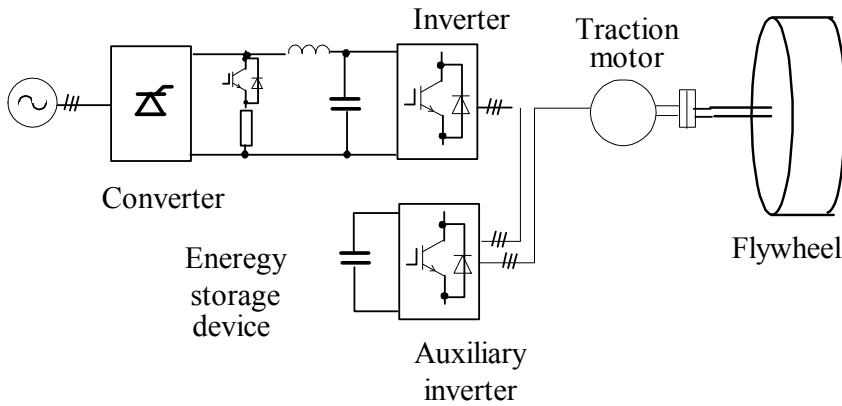 Inverter
Traction
motor
Converter
Flywheel
Eneregy
storage
device
Auxiliary
inverter